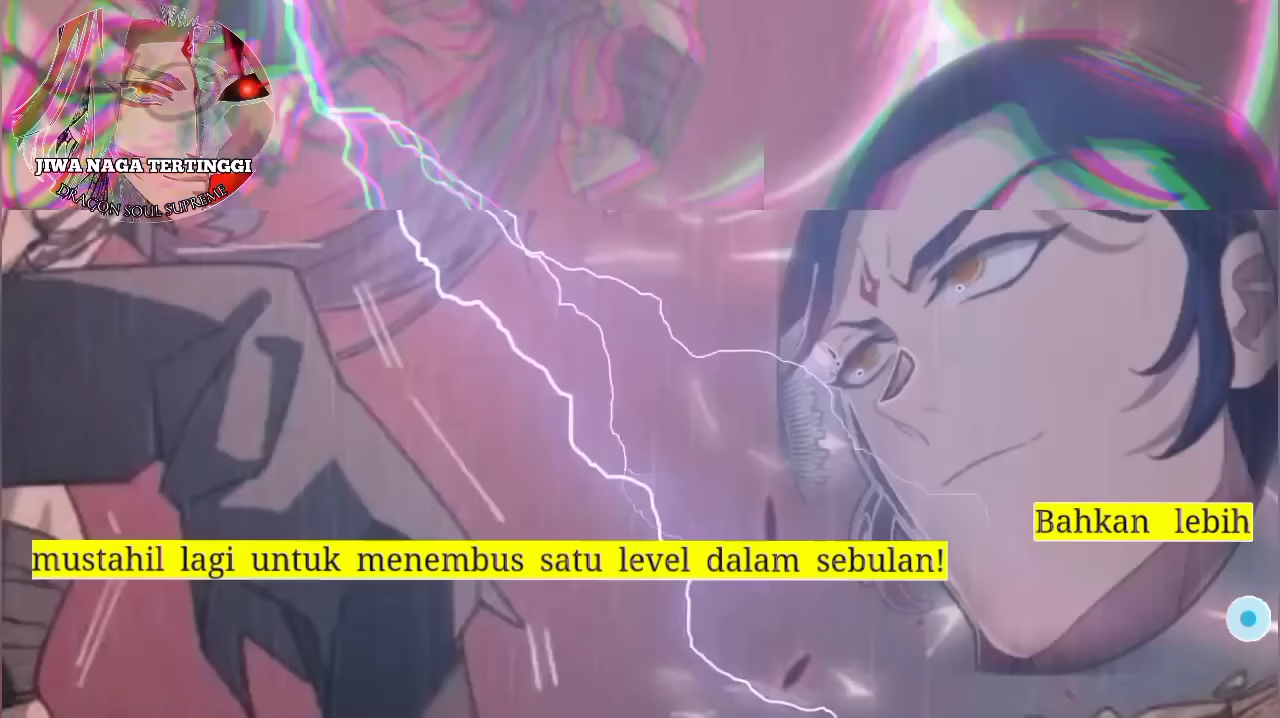 JIWA NAGA TERTINGGI
DRAGON SOUL SUPREME
Bahkan lebih
mustahil lagi untuk menembus satu level dalam sebulan!